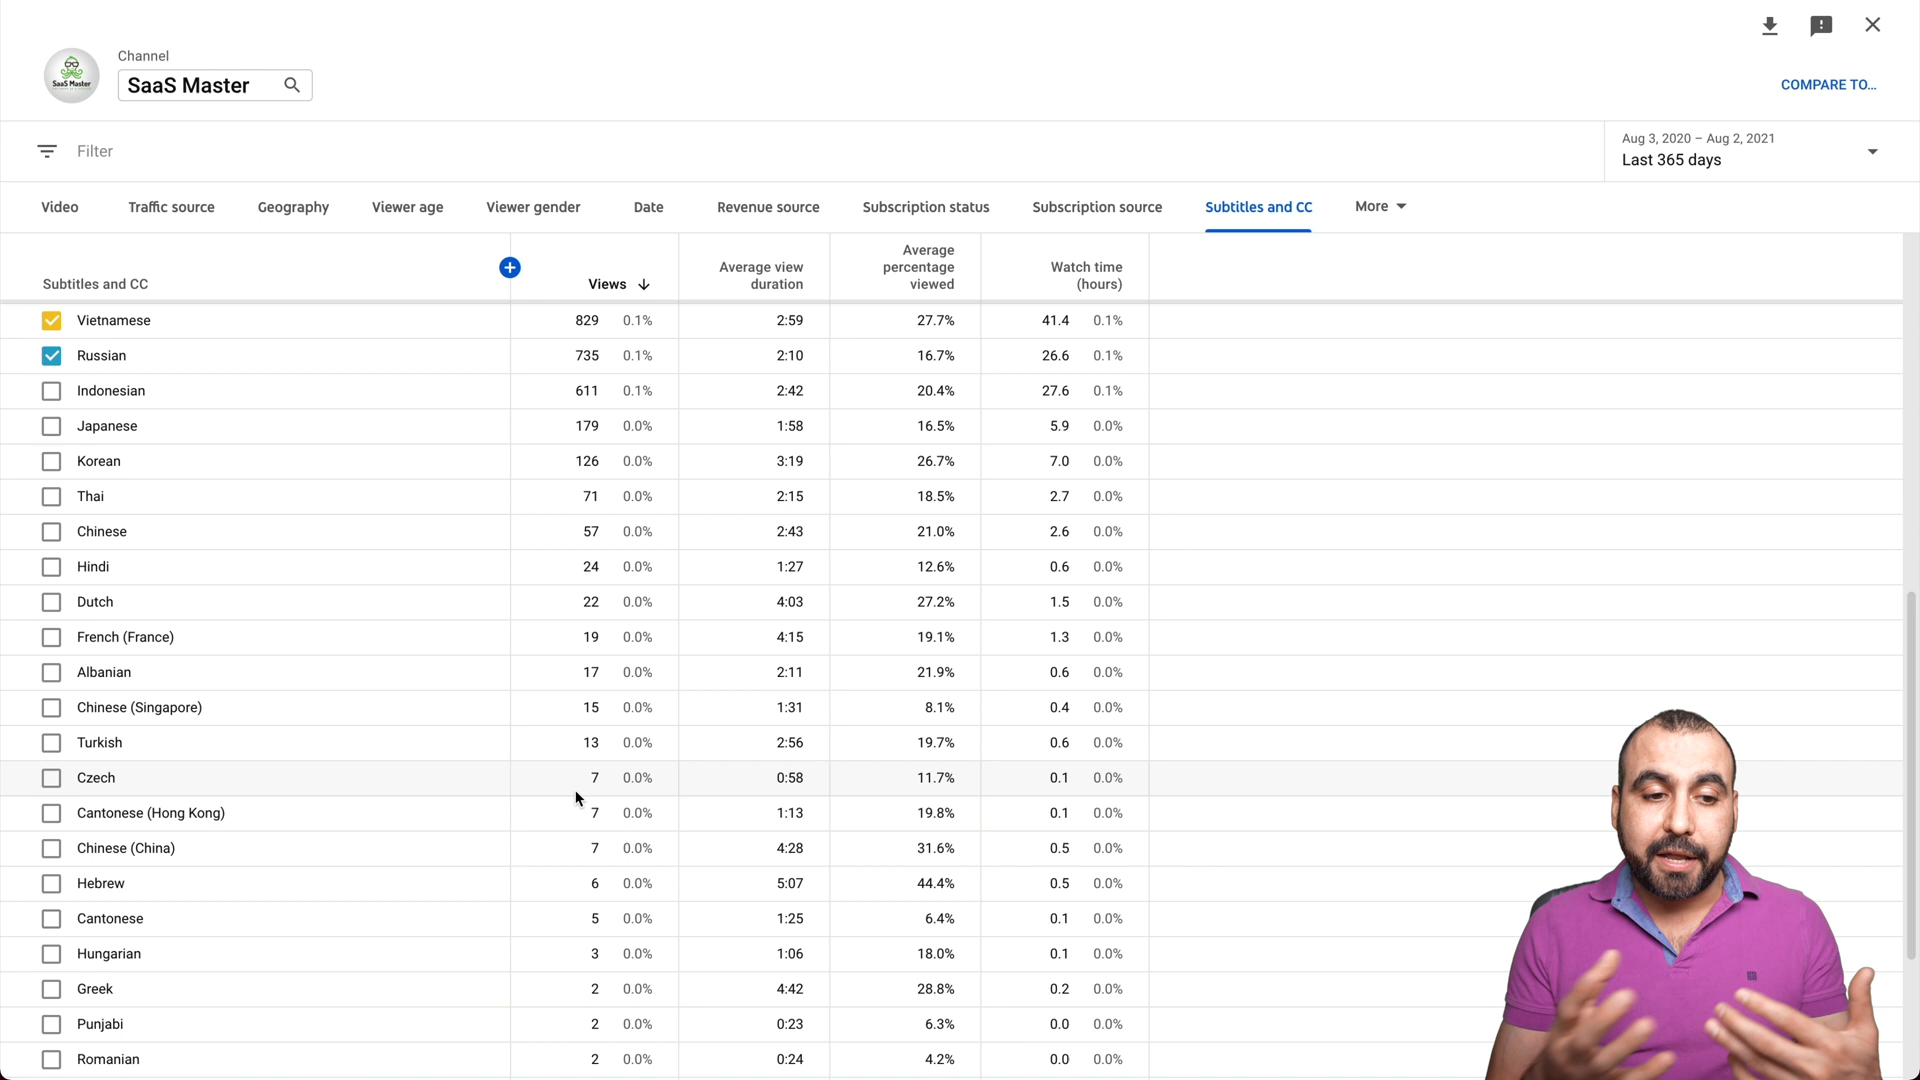 Channel
SaaS Master
SaaS Master
COMPARE TO...
Filter
Aug 3, 2020 – Aug 2, 2021
Last 365 days
Video Traffic source Geography Viewer age Viewer gender Date Revenue source Subscription status Subscription source Subtitles and CC More
Subtitles and CC Views Average view duration Average percentage viewed Watch time (hours)
Vietnamese 829 0.1% 2:59 27.7% 41.4 0.1%
Russian 735 0.1% 2:10 16.7% 26.6 0.1%
Indonesian 611 0.1% 2:42 20.4% 27.6 0.1%
Japanese 179 0.0% 1:58 16.5% 5.9 0.0%
Korean 126 0.0% 3:19 26.7% 7.0 0.0%
Thai 71 0.0% 2:15 18.5% 2.7 0.0%
Chinese 57 0.0% 2:43 21.0% 2.6 0.0%
Hindi 24 0.0% 1:27 12.6% 0.6 0.0%
Dutch 22 0.0% 4:03 27.2% 1.5 0.0%
French (France) 19 0.0% 4:15 19.1% 1.3 0.0%
Albanian 17 0.0% 2:11 21.9% 0.6 0.0%
Chinese (Singapore) 15 0.0% 1:31 8.1% 0.4 0.0%
Turkish 13 0.0% 2:56 19.7% 0.6 0.0%
Czech 7 0.0% 0:58 11.7% 0.1 0.0%
Cantonese (Hong Kong) 7 0.0% 1:13 19.8% 0.1 0.0%
Chinese (China) 7 0.0% 4:28 31.6% 0.5 0.0%
Hebrew 6 0.0% 5:07 44.4% 0.5 0.0%
Cantonese 5 0.0% 1:25 6.4% 0.1 0.0%
Hungarian 3 0.0% 1:06 18.0% 0.1 0.0%
Greek 2 0.0% 4:42 28.8% 0.2 0.0%
Punjabi 2 0.0% 0:23 6.3% 0.0 0.0%
Romanian 2 0.0% 0:24 4.2% 0.0 0.0%